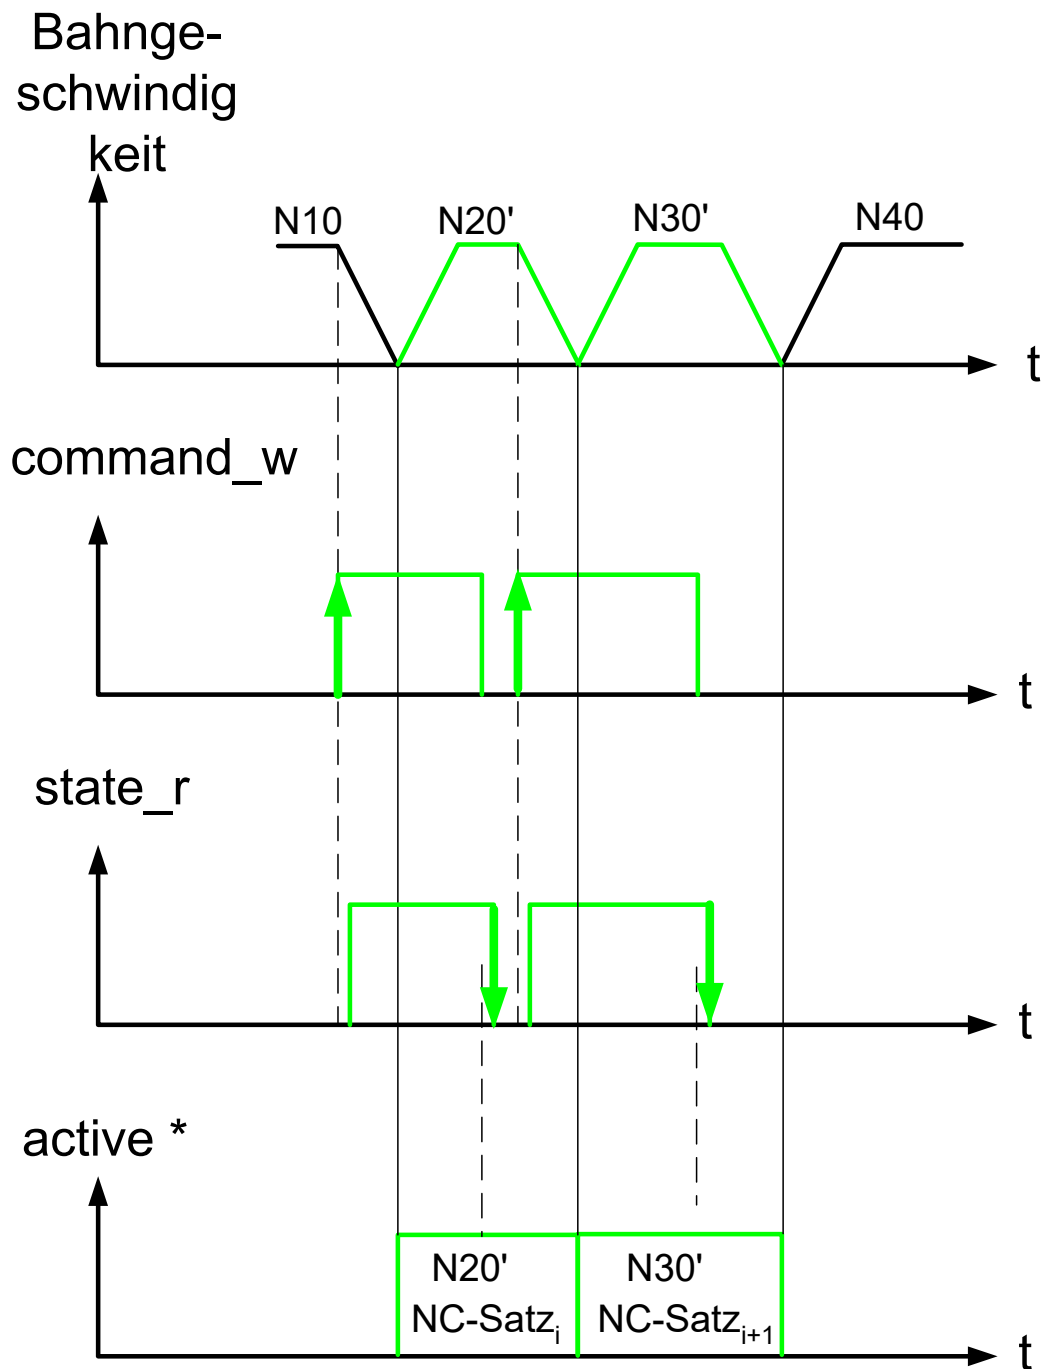 Bahnge-
schwindig
keit
N10 N20' N30' N40
t
command_w
t
state_r
t
active *
N20' N30'
NC-Satzi NC-Satzi+1
t